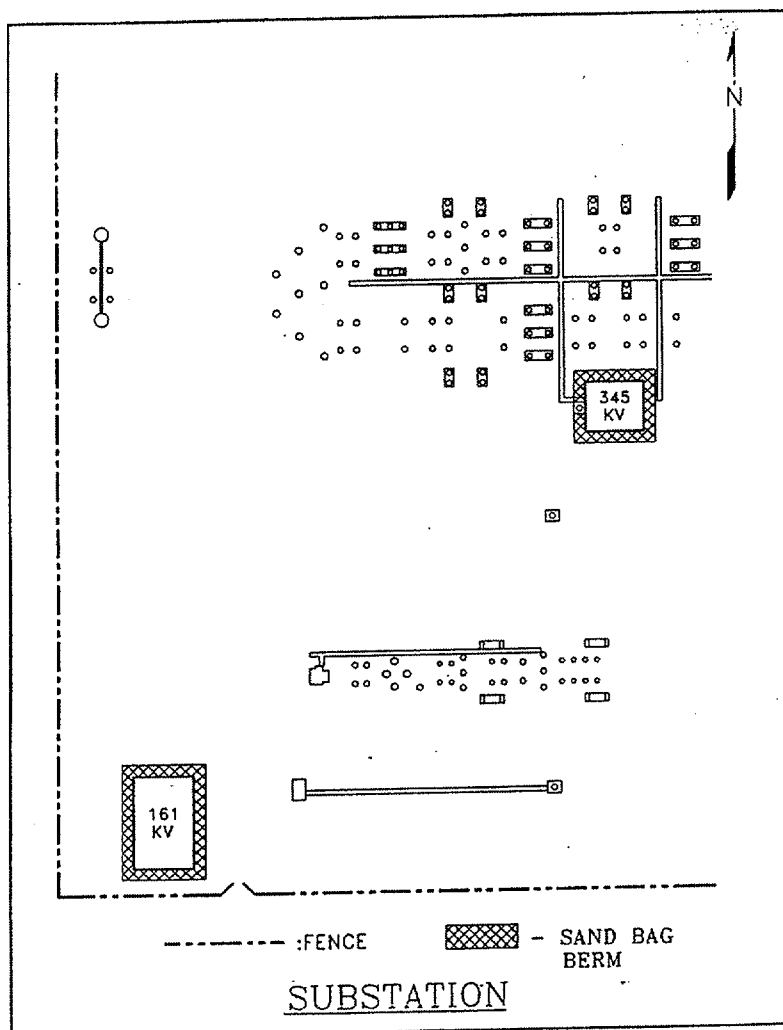 N
345
KV
161
KV
:FENCE
- SAND BAG
BERM
SUBSTATION